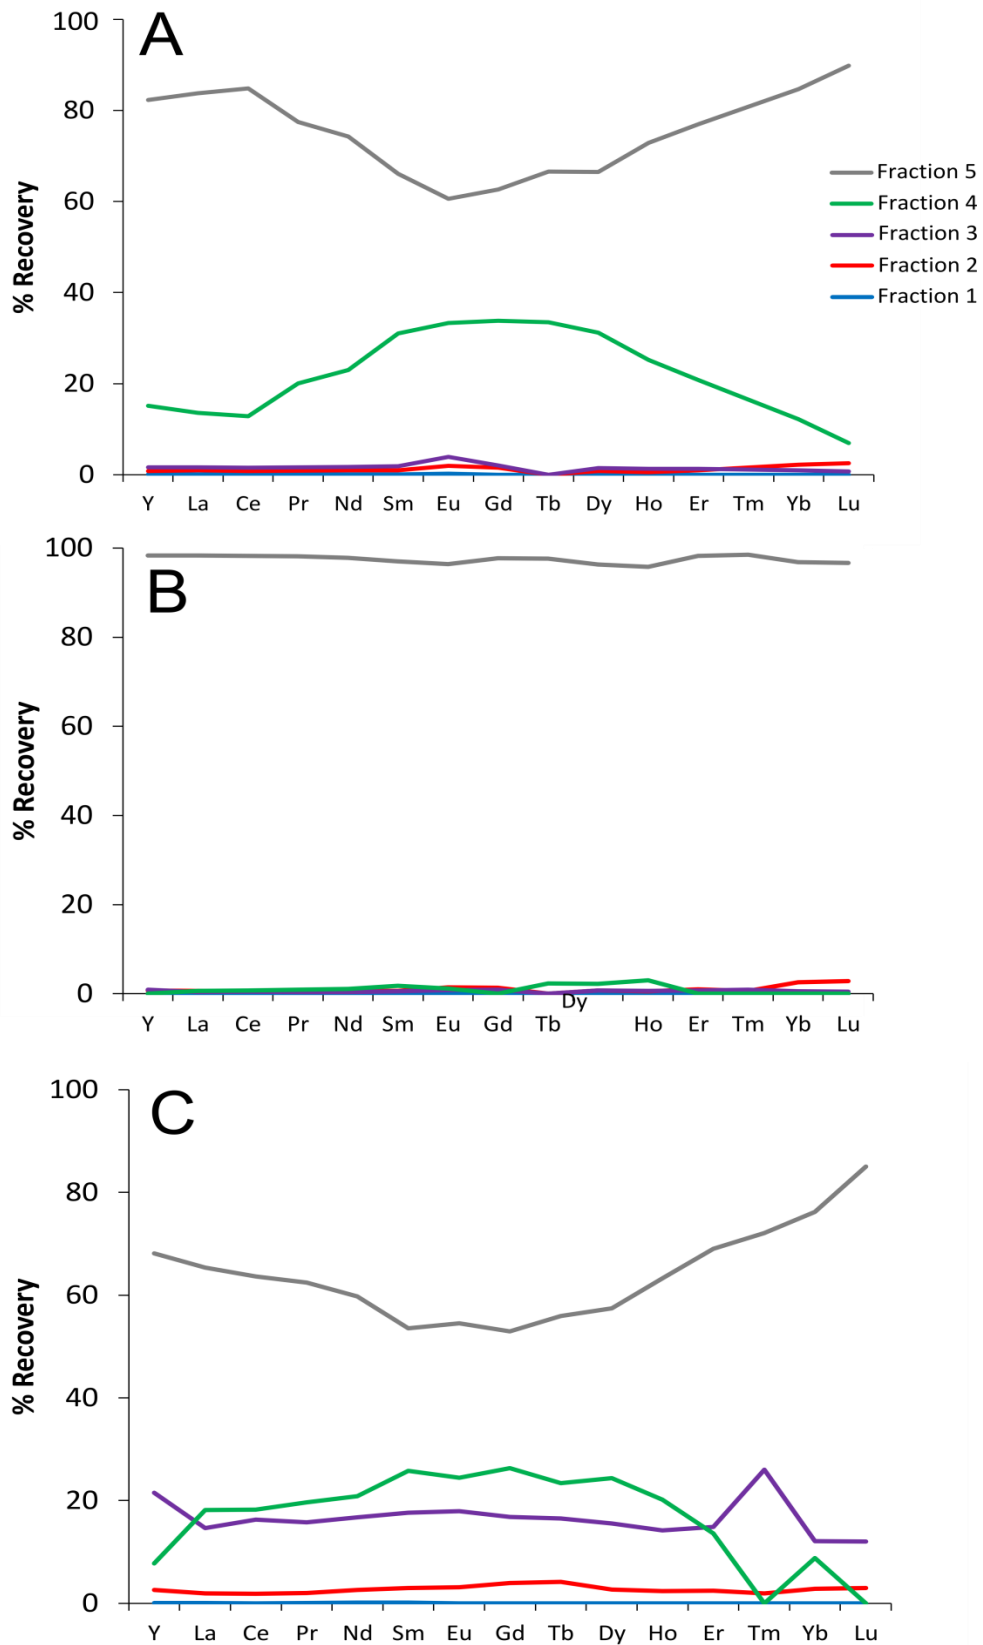 A
100
80
60
40
20
0
% Recovery
Fraction 5
Fraction 4
Fraction 3
Fraction 2
Fraction 1
Y La Ce Pr Nd Sm Eu Gd Tb Dy Ho Er Tm Yb Lu
B
100
80
60
40
20
0
% Recovery
Dy
Y La Ce Pr Nd Sm Eu Gd Tb Ho Er Tm Yb Lu
C
100
80
60
40
20
0
% Recovery
Y La Ce Pr Nd Sm Eu Gd Tb Dy Ho Er Tm Yb Lu